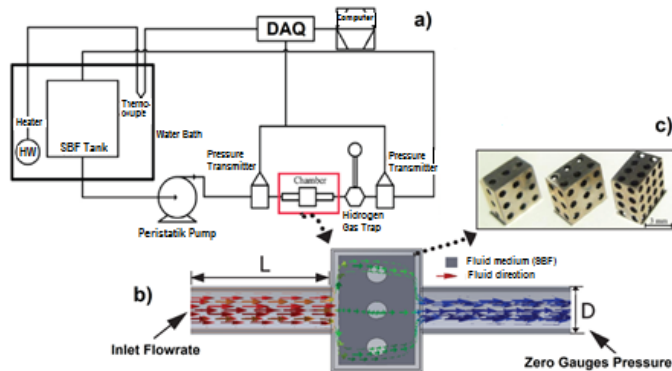 a)
Computer
DAQ
Thermo-
couple
Heater
HW
SBF Tank
Water Bath
Pressure
Transmitter
Chamber
Pressure
Transmitter
Hidrogen
Gas Trap
Peristatik Pump
c)
3 mm
Fluid medium (SBF)
Fluid direction
b)
L
D
Inlet Flowrate
Zero Gauges Pressure